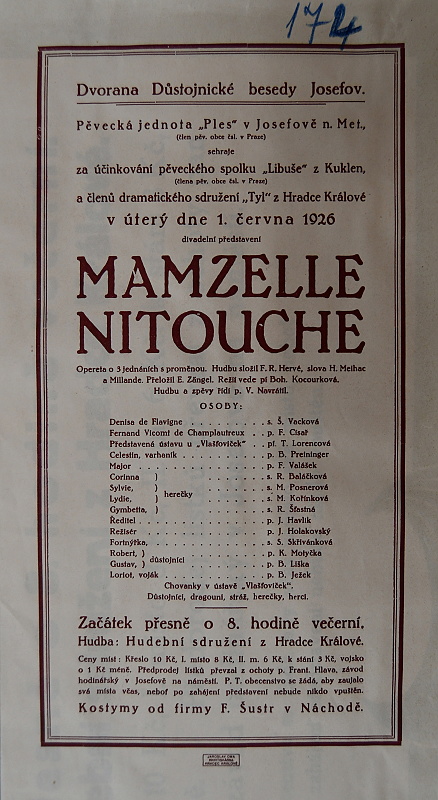 174
Dvorana Důstojnické besedy Josefov.
Pěvecká jednota „Ples" v Josefově n. Met.,
(člen pěv. obce čsl. v Praze)
sehraje
za účinkování pěveckého spolku „Libuše" z Kuklen,
(člena pěv. obce čsl. v Praze)
a členů dramatického sdružení „Tyl" z Hradce Králové
v úterý dne 1. června 1926
divadelní představení
MAMZELLE
NITOUCHE
Opereta o 3 jednáních s proměnou. Hudbu složil F. R. Hervé, slova H. Meilhac
a Millande. Přeložil E. Züngel. Režii vede pí Boh. Kocourková.
Hudbu a zpěvy řídí p. V. Navrátil.
OSOBY:
Denisa de Flavigne . . . . . . . . . s. Š. Vacková
Fernand Vicomt de Champlautreux . . p. F. Císař
Představená ústavu u „Vlašťoviček" . . pí. T. Lorencová
Celestin, varhaník . . . . . . . . . . p. B. Preininger
Major . . . . . . . . . . . . . . . p. F. Valášek
Corinna ) . . . . . . . . . s. R. Baláčková
Sylvie, ) . . . . . . . . . s. M. Posnerová
herečky
Lydie, ) . . . . . . . . . s. M. Kořínková
Gymbetta, ) . . . . . . . . . s. R. Šťastná
Ředitel . . . . . . . . . . . . . . . p. J. Havlík
Režisér . . . . . . . . . . . . . . p. J. Holakovský
Fortnýřka, . . . . . . . . . . . . . s. S. Skřivánková
Robert, ) . . . . . . . . . p. K. Motyčka
důstojníci
Gustav, ) . . . . . . . . . p. B. Liška
Loriot, voják . . . . . . . . . . . . p. B. Ježek
Chovanky v ústavě „Vlašťoviček".
Důstojníci, dragouni, stráž, herečky, herci.
Začátek přesně o 8. hodině večerní.
Hudba: Hudební sdružení z Hradce Králové.
Ceny míst: Křeslo 10 Kč, I. místo 8 Kč, II. m. 6 Kč, k stání 3 Kč, vojsko
o 1 Kč méně. Předprodej lístků převzal z ochoty p. Frant. Hlava, závod
hodinářský v Josefově na náměstí. P. T. obecenstvo se žádá, aby zaujalo
svá místa včas, neboť po zahájení představení nebude nikdo vpuštěn.
Kostymy od firmy F. Šustr v Náchodě.